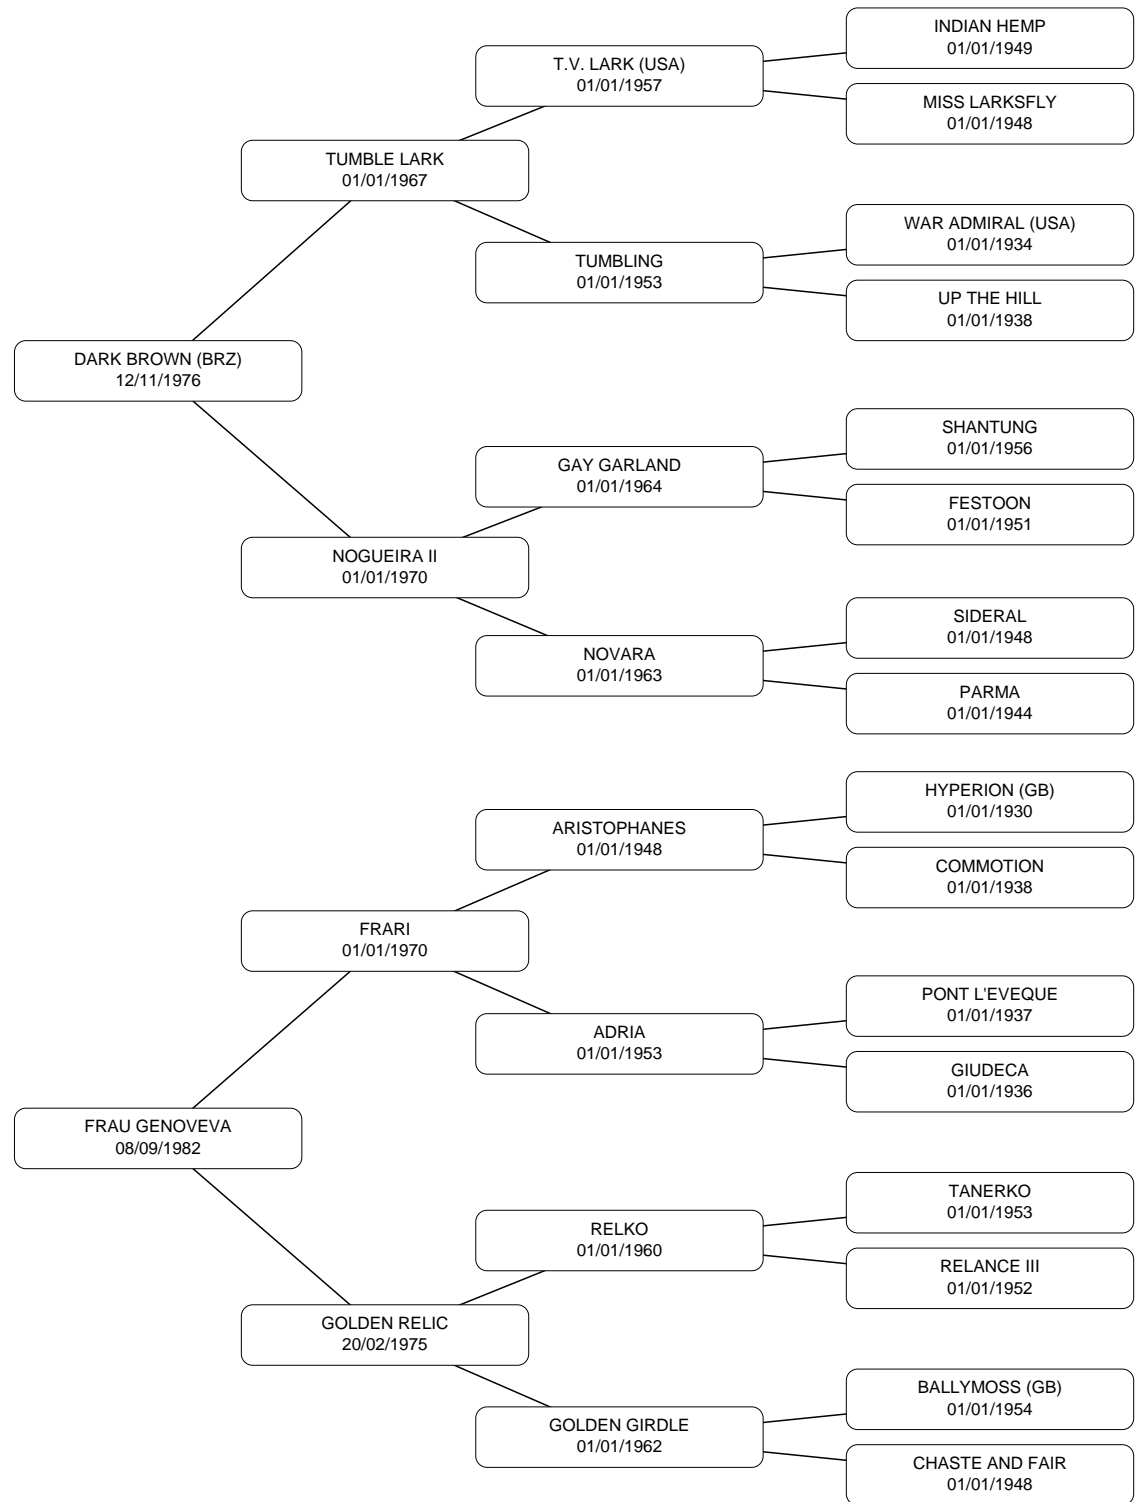 INDIAN HEMP
01/01/1949
T.V. LARK (USA)
01/01/1957
MISS LARKSFLY
01/01/1948
TUMBLE LARK
01/01/1967
WAR ADMIRAL (USA)
01/01/1934
TUMBLING
01/01/1953
UP THE HILL
01/01/1938
DARK BROWN (BRZ)
12/11/1976
SHANTUNG
01/01/1956
GAY GARLAND
01/01/1964
FESTOON
01/01/1951
NOGUEIRA II
01/01/1970
SIDERAL
01/01/1948
NOVARA
01/01/1963
PARMA
01/01/1944
HYPERION (GB)
01/01/1930
ARISTOPHANES
01/01/1948
COMMOTION
01/01/1938
FRARI
01/01/1970
PONT L'EVEQUE
01/01/1937
ADRIA
01/01/1953
GIUDECA
01/01/1936
FRAU GENOVEVA
08/09/1982
TANERKO
01/01/1953
RELKO
01/01/1960
RELANCE III
01/01/1952
GOLDEN RELIC
20/02/1975
BALLYMOSS (GB)
01/01/1954
GOLDEN GIRDLE
01/01/1962
CHASTE AND FAIR
01/01/1948